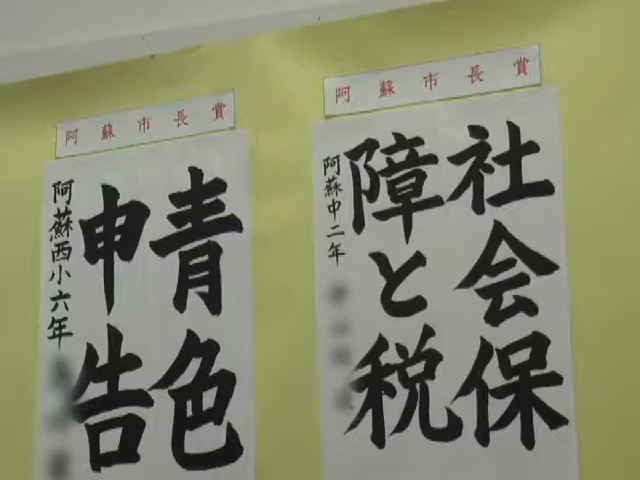 阿蘇市長賞
社会保
障と税
阿蘇中二年
阿蘇市長賞
青色
申告
阿蘇西小六年